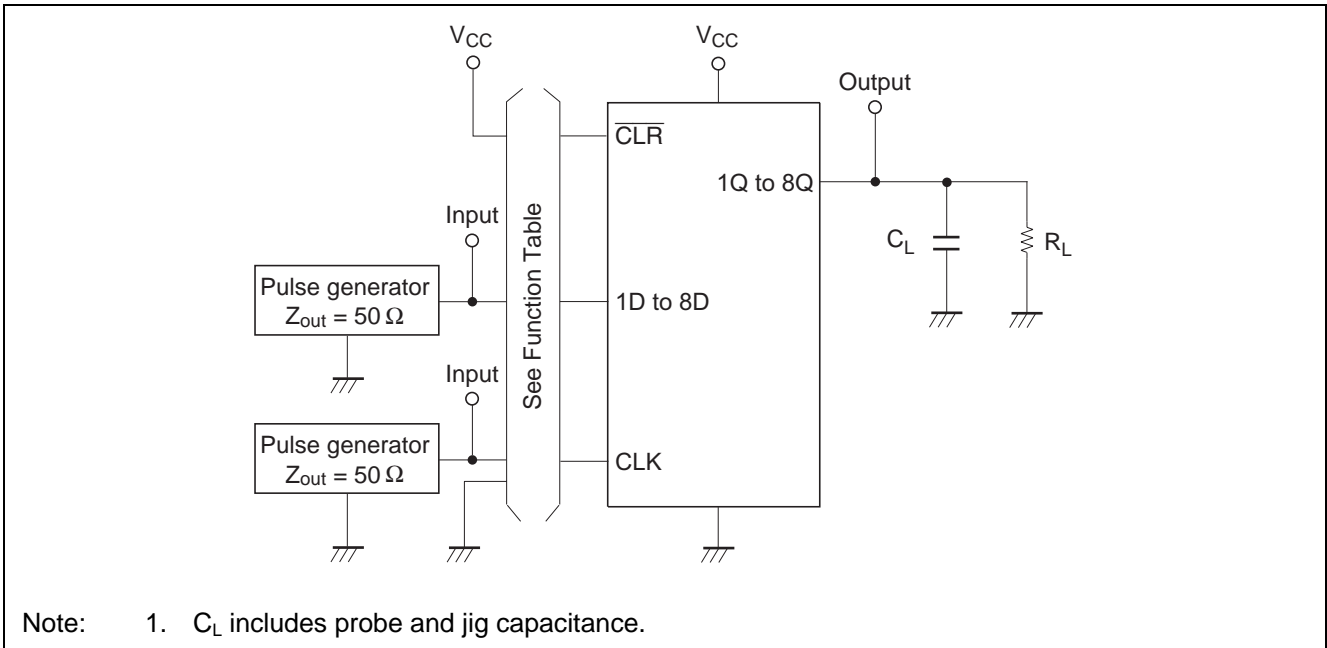 VCC
VCC
Output
CLR
1Q to 8Q
Input
See Function Table
CL
RL
Pulse generator
Zout = 50 Ω
1D to 8D
Input
Pulse generator
Zout = 50 Ω
CLK
Note: 1. CL includes probe and jig capacitance.